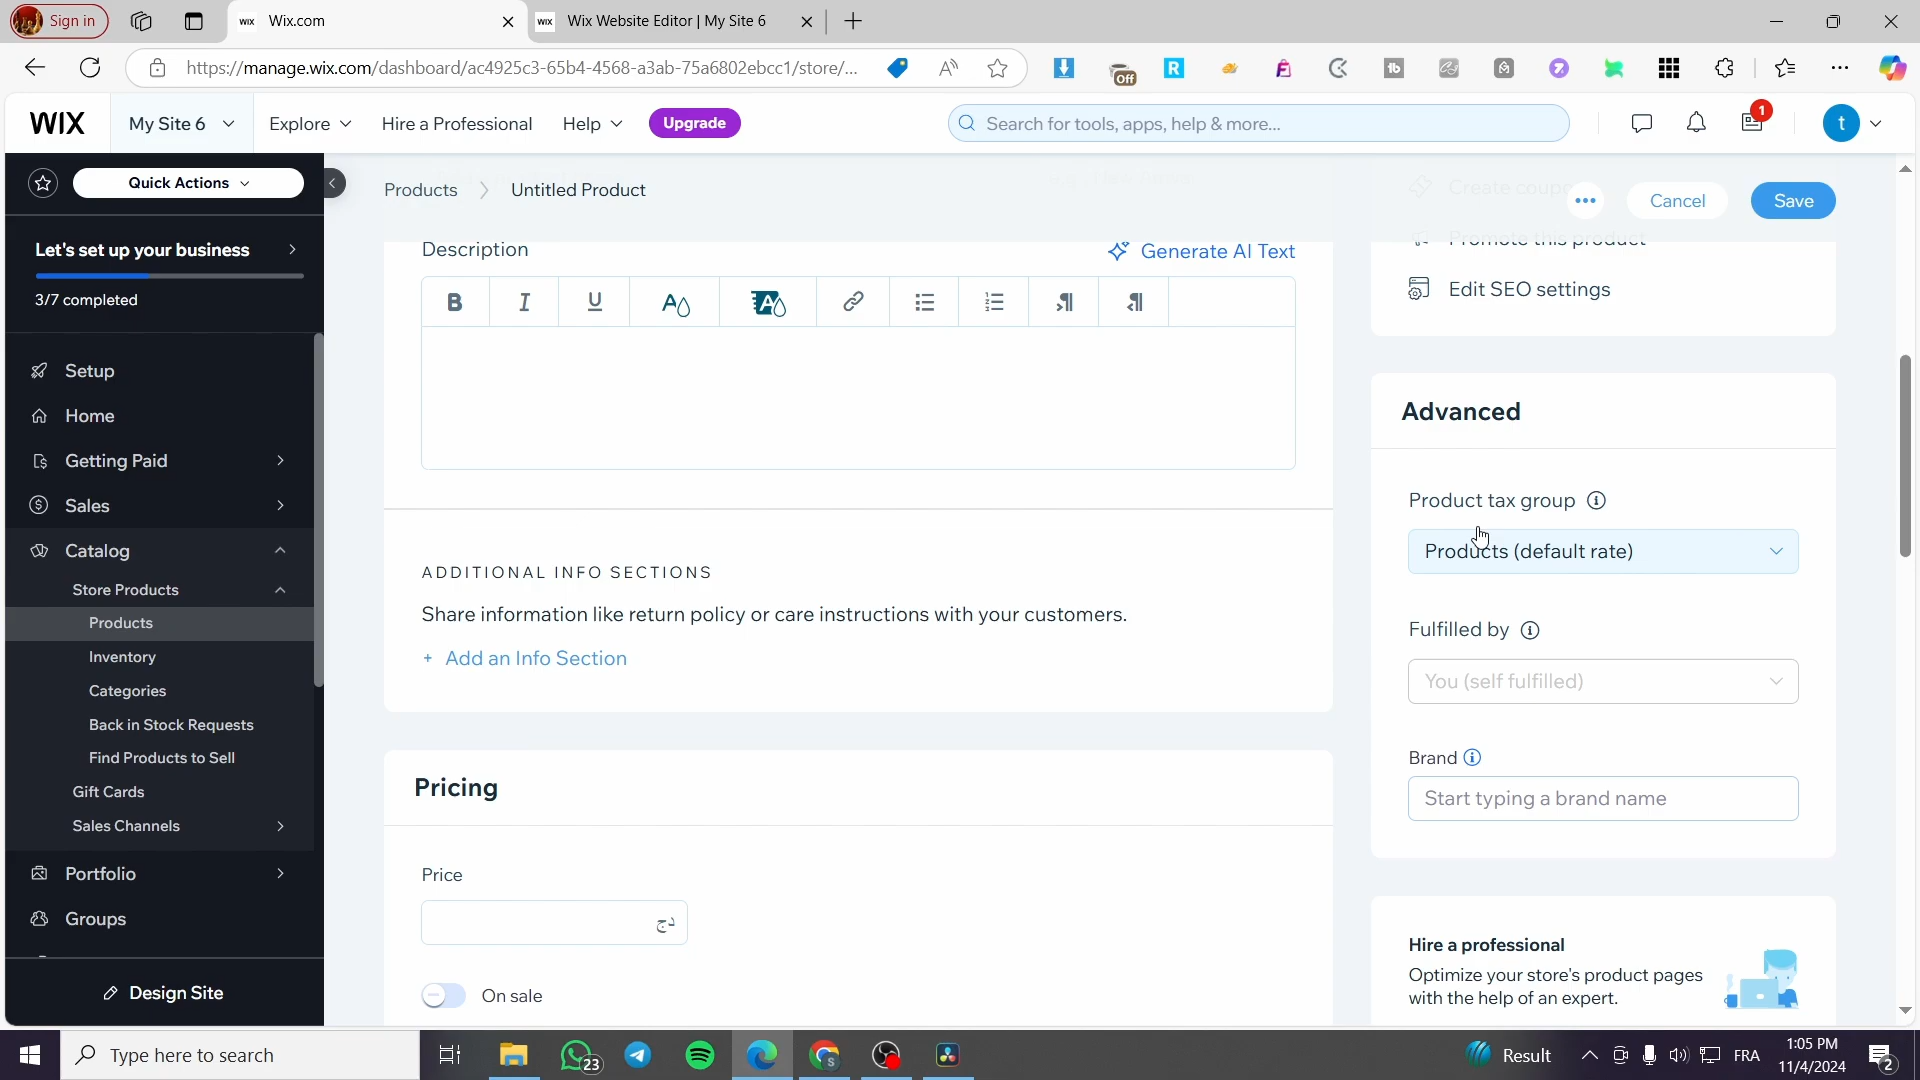 Sign in
WIX Wix.com
WIX Wix Website Editor | My Site 6
https://manage.wix.com/dashboard/ac4925c3-65b4-4568-a3ab-75a6802ebcc1/store/...
Off
WIX
My Site 6
Explore
Hire a Professional
Help
Upgrade
Search for tools, apps, help & more...
1
t
Quick Actions
Let's set up your business
3/7 completed
Setup
Home
Getting Paid
Sales
Catalog
Store Products
Products
Inventory
Categories
Back in Stock Requests
Find Products to Sell
Gift Cards
Sales Channels
Portfolio
Groups
Design Site
Products
Untitled Product
Create coupon
Cancel
Save
Promote this product
Edit SEO settings
Description
Generate AI Text
B I U A A
ADDITIONAL INFO SECTIONS
Share information like return policy or care instructions with your customers.
+ Add an Info Section
Pricing
Price
دج
On sale
Advanced
Product tax group
Products (default rate)
Fulfilled by
You (self fulfilled)
Brand
Start typing a brand name
Hire a professional
Optimize your store's product pages
with the help of an expert.
Type here to search
23
Result
FRA
1:05 PM
11/4/2024
2